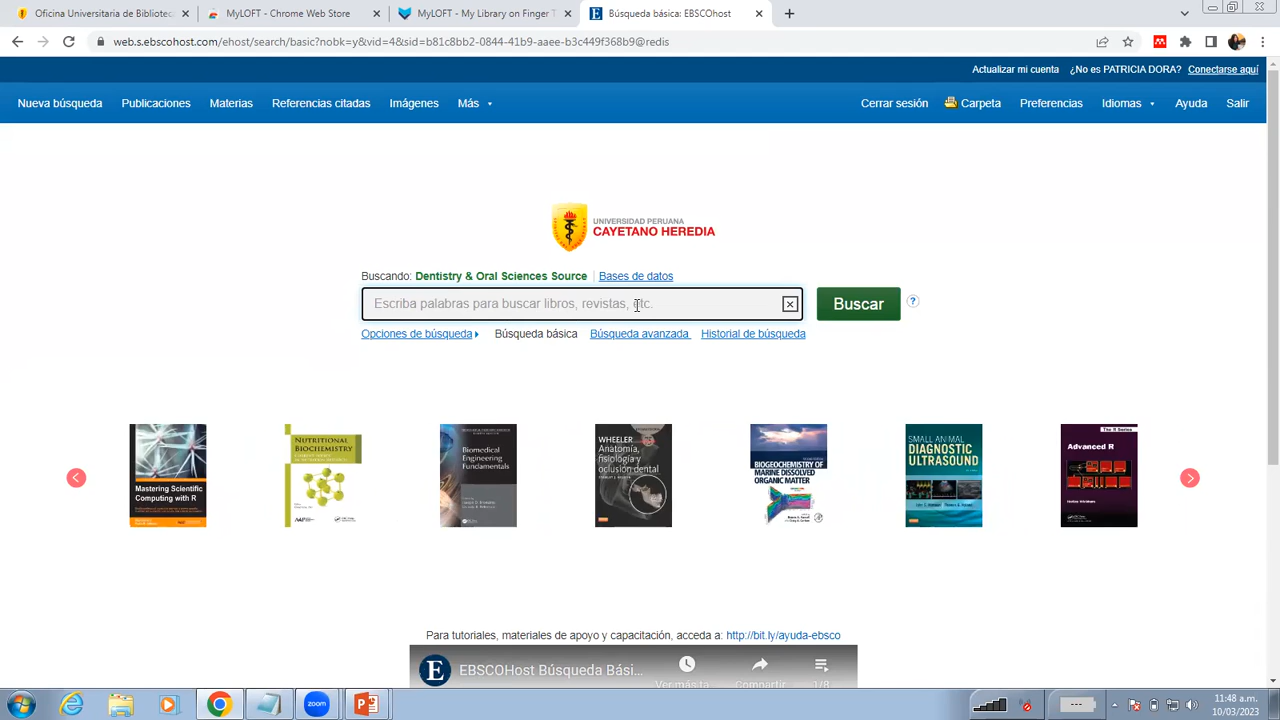 Oficina Universitaria de Bibliotec
MyLOFT - Chrome Web Store
MyLOFT - My Library on Finger T
Búsqueda básica: EBSCOhost
web.s.ebscohost.com/ehost/search/basic?nobk=y&vid=4&sid=b81c8bb2-0844-41b9-aaee-b3c449f368b9@redis
Actualizar mi cuenta ¿No es PATRICIA DORA? Conectarse aquí
Nueva búsqueda Publicaciones Materias Referencias citadas Imágenes Más
Cerrar sesión Carpeta Preferencias Idiomas Ayuda Salir
UNIVERSIDAD PERUANA
CAYETANO HEREDIA
Buscando: Dentistry & Oral Sciences Source Bases de datos
Escriba palabras para buscar libros, revistas, etc.
Buscar
Opciones de búsqueda Búsqueda básica Búsqueda avanzada Historial de búsqueda
Mastering Scientific
Computing with R
NUTRITIONAL
BIOCHEMISTRY
Biomedical
Engineering
Fundamentals
WHEELER
Anatomía,
fisiología y
oclusión dental
BIOGEOCHEMISTRY
OF MARINE DISSOLVED
ORGANIC MATTER
SMALL ANIMAL
DIAGNOSTIC
ULTRASOUND
The R Series
Advanced R
Para tutoriales, materiales de apoyo y capacitación, acceda a: http://bit.ly/ayuda-ebsco
EBSCOHost Búsqueda Bási...
Ver más ta Compartir 1/8
zoom
11:48 a.m.
10/03/2023